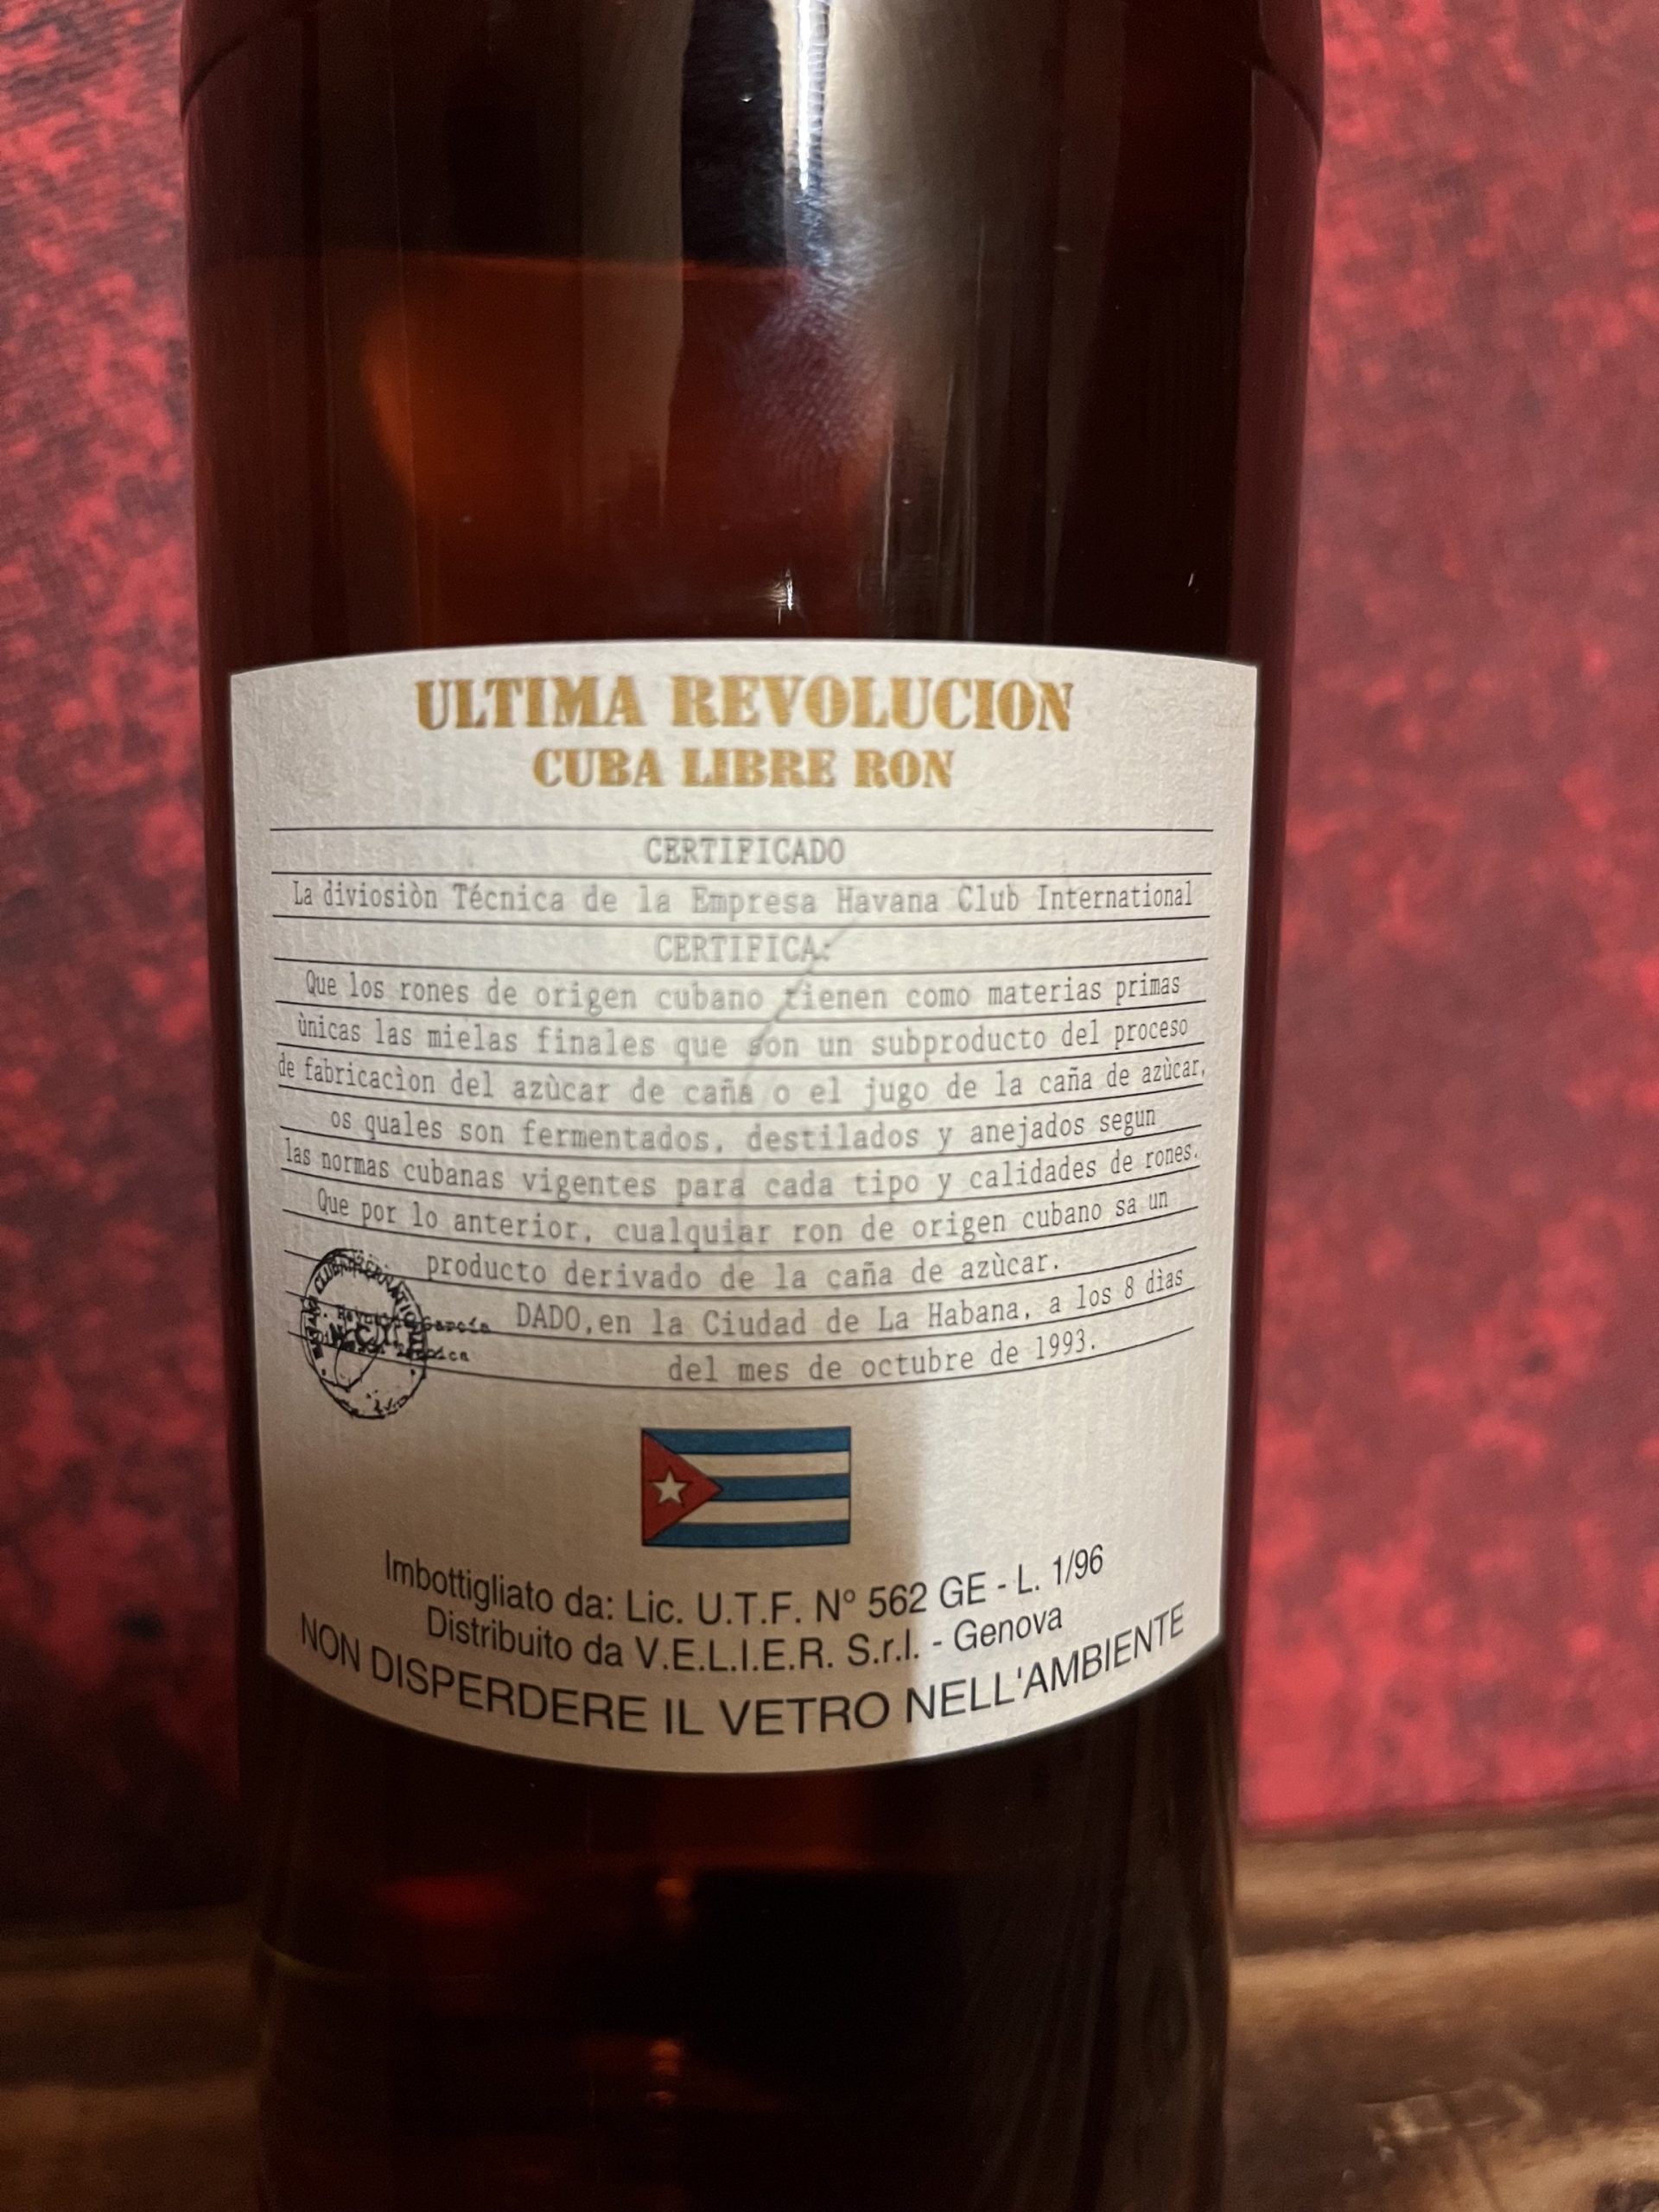 ULTIMA REVOLUCION
CUBA LIBRE RON
CERTIFICADO
La diviosiòn Técnica de la Empresa Havana Club International
CERTIFICA:
Que los rones de origen cubano tienen como materias primas
ùnicas las mielas finales que son un subproducto del proceso
de fabricaciòn del azùcar de caña o el jugo de la caña de azùcar,
os quales son fermentados, destilados y anejados segun
las normas cubanas vigentes para cada tipo y calidades de rones.
Que por lo anterior, cualquiar ron de origen cubano sa un
producto derivado de la caña de azùcar.
DADO,en la Ciudad de La Habana, a los 8 dìas
del mes de octubre de 1993.
García
Imbottigliato da: Lic. U.T.F. N° 562 GE - L. 1/96
Distribuito da V.E.L.I.E.R. S.r.l. - Genova
NON DISPERDERE IL VETRO NELL'AMBIENTE